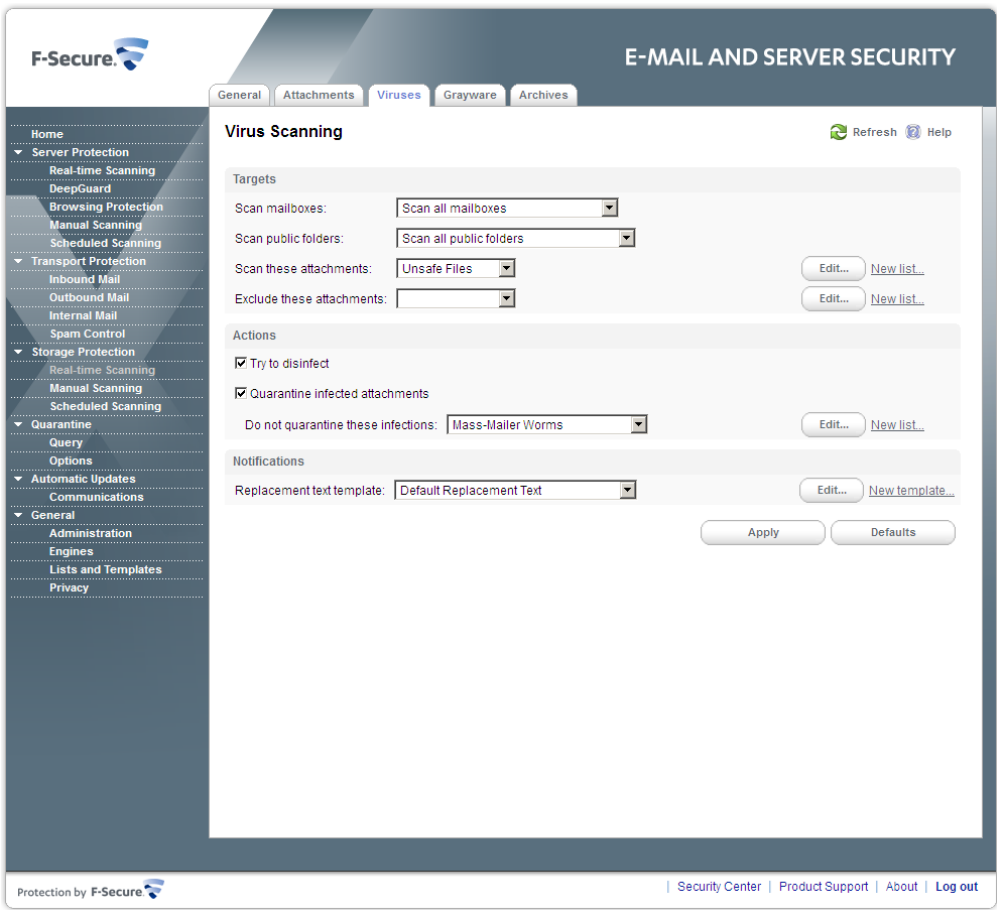 F-Secure.
E-MAIL AND SERVER SECURITY
General Attachments Viruses Grayware Archives
Home
Server Protection
Real-time Scanning
DeepGuard
Browsing Protection
Manual Scanning
Scheduled Scanning
Transport Protection
Inbound Mail
Outbound Mail
Internal Mail
Spam Control
Storage Protection
Real-time Scanning
Manual Scanning
Scheduled Scanning
Quarantine
Query
Options
Automatic Updates
Communications
General
Administration
Engines
Lists and Templates
Privacy
Virus Scanning Refresh Help
Targets
Scan mailboxes: Scan all mailboxes
Scan public folders: Scan all public folders
Scan these attachments: Unsafe Files Edit... New list...
Exclude these attachments: Edit... New list...
Actions
Try to disinfect
Quarantine infected attachments
Do not quarantine these infections: Mass-Mailer Worms Edit... New list...
Notifications
Replacement text template: Default Replacement Text Edit... New template...
Apply Defaults
Protection by F-Secure.
| Security Center | Product Support | About | Log out